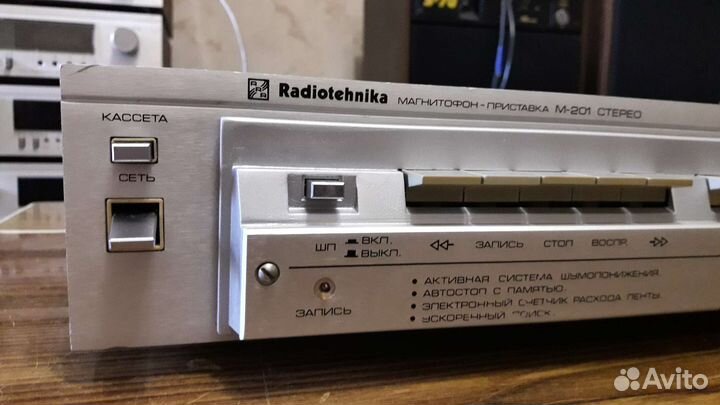 Radiotehnika МАГНИТОФОН-ПРИСТАВКА М-201 СТЕРЕО
КАССЕТА
СЕТЬ
ШП ВКЛ.
ВЫКЛ.
ЗАПИСЬ СТОП ВОСПР.
ЗАПИСЬ
• АКТИВНАЯ СИСТЕМА ШУМОПОНИЖЕНИЯ.
• АВТОСТОП С ПАМЯТЬЮ.
• ЭЛЕКТРОННЫЙ СЧЕТЧИК РАСХОДА ЛЕНТЫ.
• УСКОРЕННЫЙ ПОИСК.
Avito